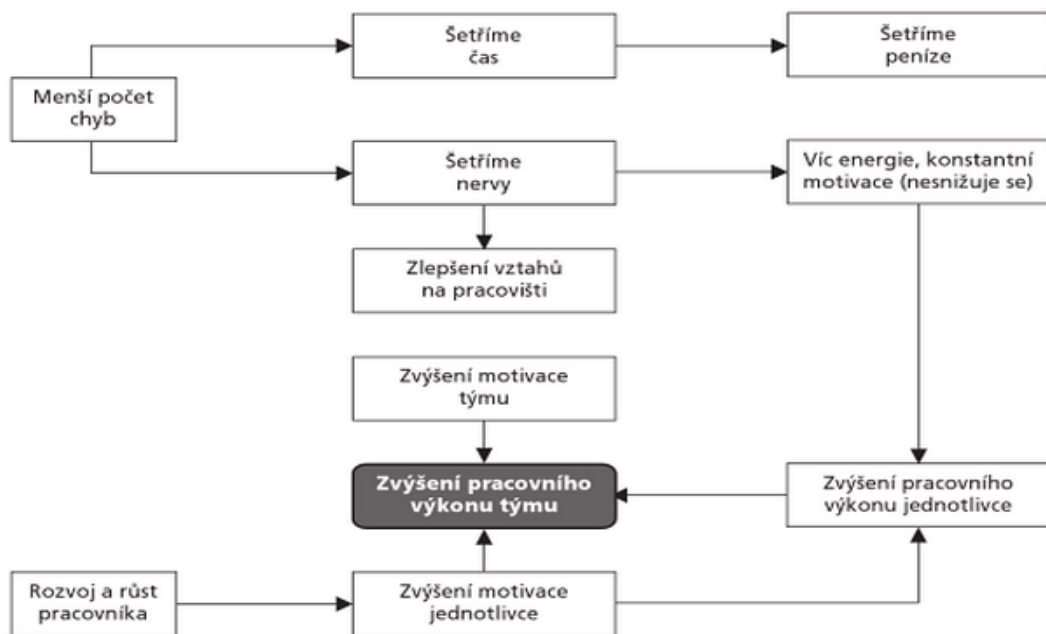 Šetříme
čas
Šetříme
peníze
Menší počet
chyb
Šetříme
nervy
Víc energie, konstantní
motivace (nesnižuje se)
Zlepšení vztahů
na pracovišti
Zvýšení motivace
týmu
Zvýšení pracovního
výkonu týmu
Zvýšení pracovního
výkonu jednotlivce
Rozvoj a růst
pracovníka
Zvýšení motivace
jednotlivce